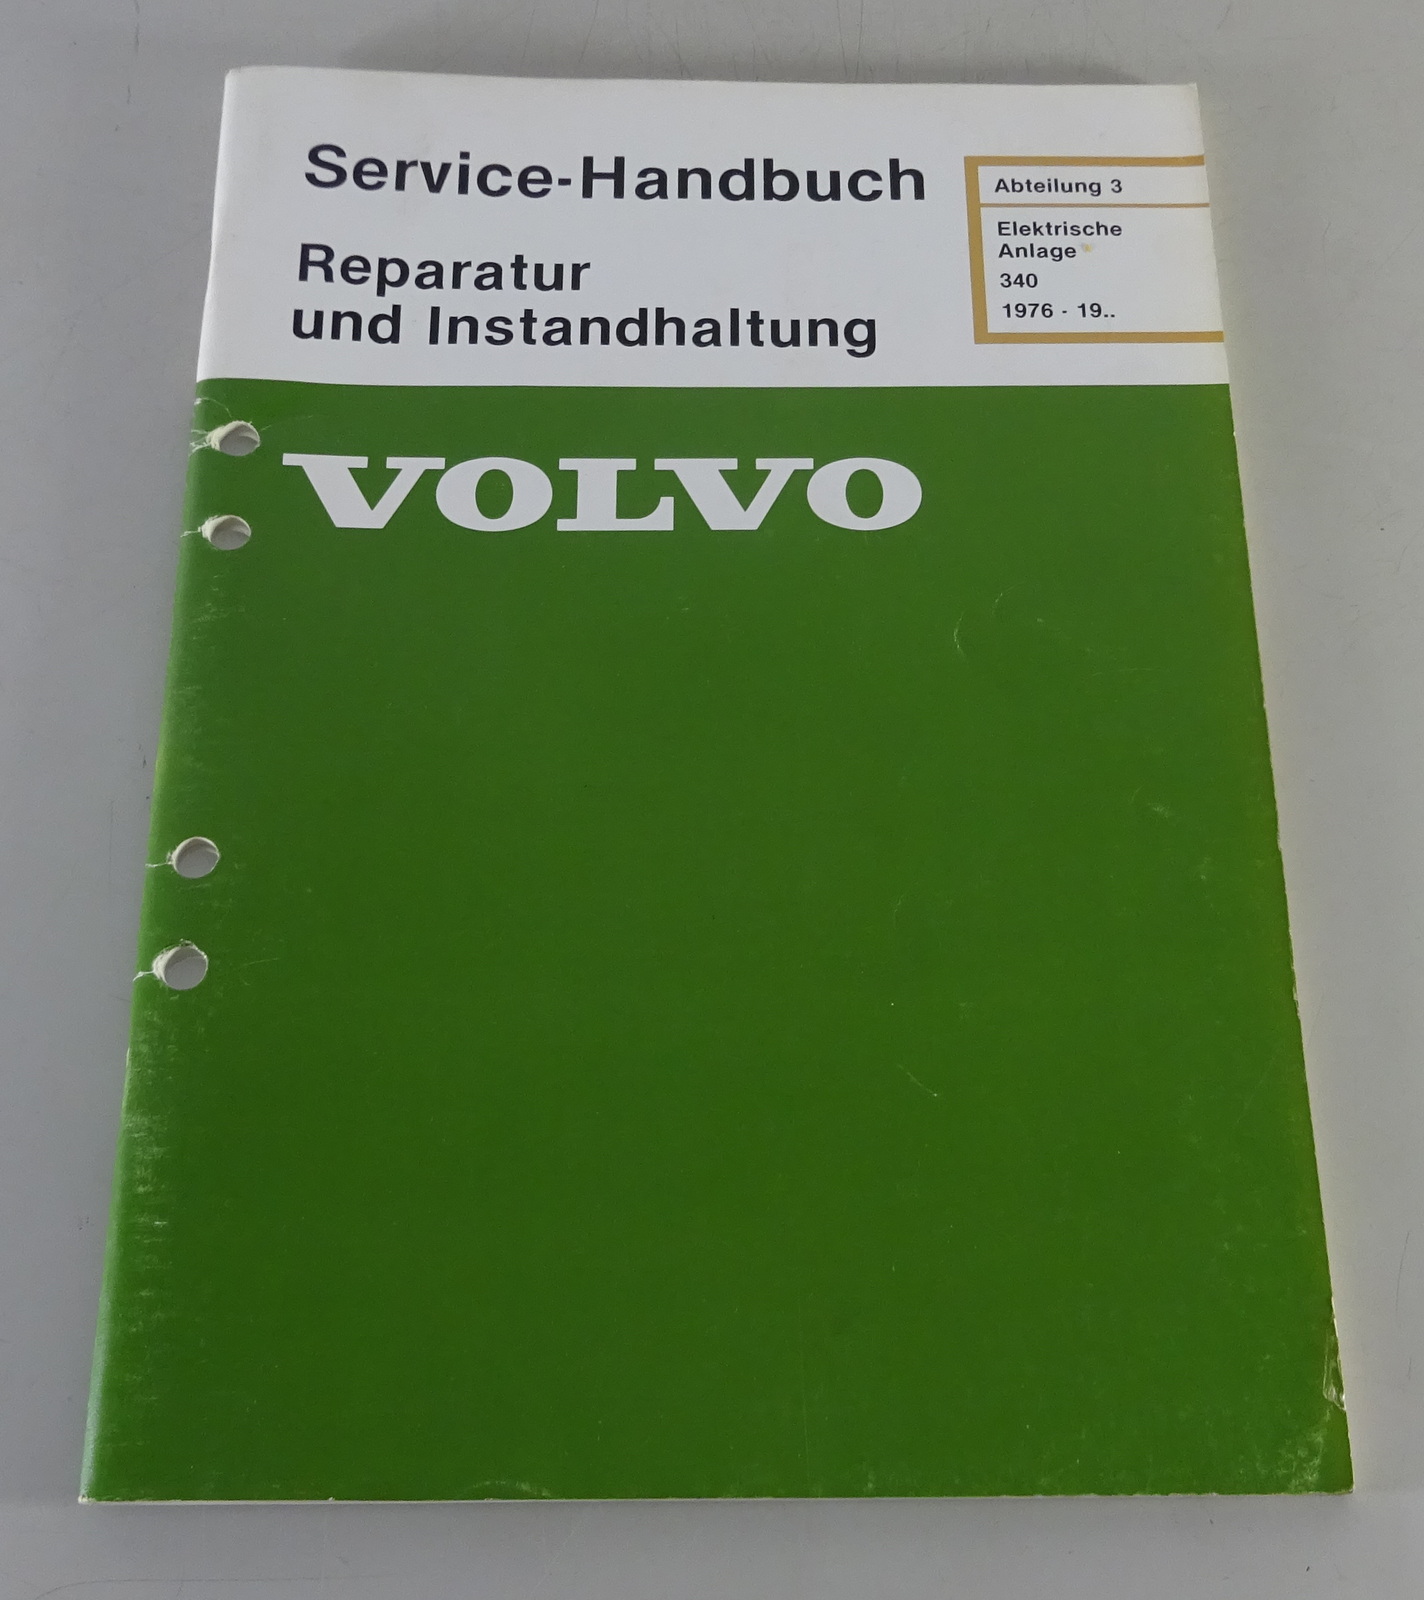 Service-Handbuch
Reparatur
und Instandhaltung
Abteilung 3
Elektrische
Anlage
340
1976 - 19..
VOLVO